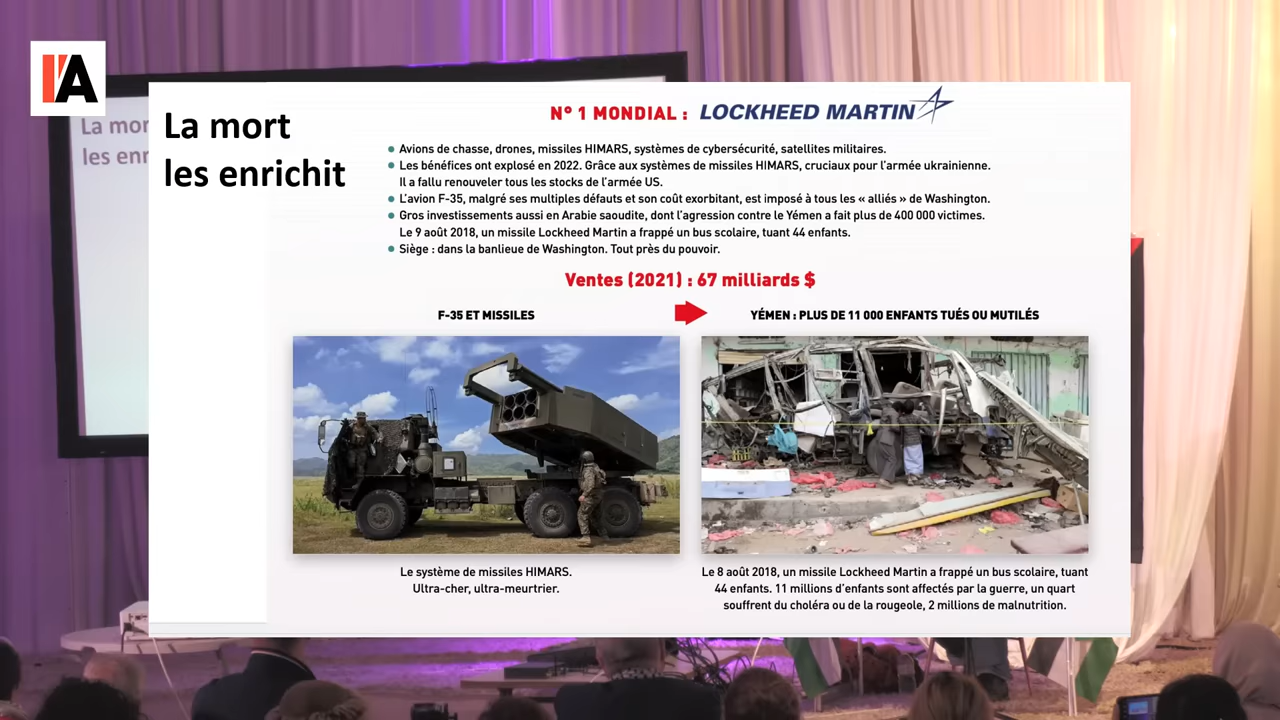 I'A
La mort
les enrichit
La mor
les enr
N° 1 MONDIAL : LOCKHEED MARTIN
Avions de chasse, drones, missiles HIMARS, systèmes de cybersécurité, satellites militaires.
Les bénéfices ont explosé en 2022. Grâce aux systèmes de missiles HIMARS, cruciaux pour l'armée ukrainienne.
Il a fallu renouveler tous les stocks de l'armée US.
L'avion F-35, malgré ses multiples défauts et son coût exorbitant, est imposé à tous les « alliés » de Washington.
Gros investissements aussi en Arabie saoudite, dont l'agression contre le Yémen a fait plus de 400 000 victimes.
Le 9 août 2018, un missile Lockheed Martin a frappé un bus scolaire, tuant 44 enfants.
Siège : dans la banlieue de Washington. Tout près du pouvoir.
Ventes (2021) : 67 milliards $
F-35 ET MISSILES
YÉMEN : PLUS DE 11 000 ENFANTS TUÉS OU MUTILÉS
Le système de missiles HIMARS.
Ultra-cher, ultra-meurtrier.
Le 8 août 2018, un missile Lockheed Martin a frappé un bus scolaire, tuant
44 enfants. 11 millions d'enfants sont affectés par la guerre, un quart
souffrent du choléra ou de la rougeole, 2 millions de malnutrition.